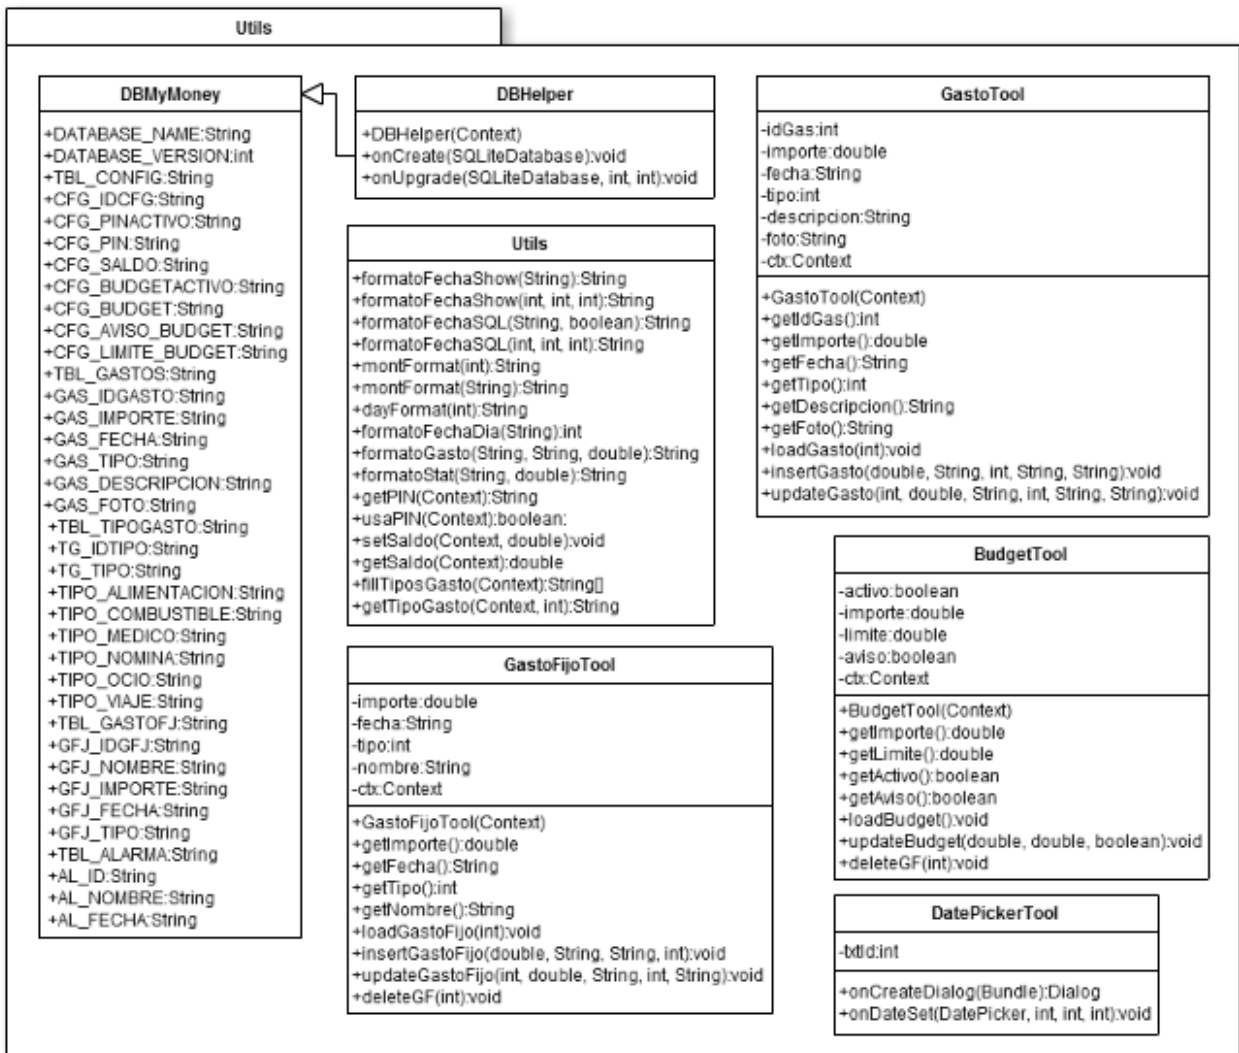 Utils
DBMyMoney
+DATABASE_NAME:String
+DATABASE_VERSION:int
+TBL_CONFIG:String
+CFG_IDCFG:String
+CFG_PINACTIVO:String
+CFG_PIN:String
+CFG_SALDO:String
+CFG_BUDGETACTIVO:String
+CFG_BUDGET:String
+CFG_AVISO_BUDGET:String
+CFG_LIMITE_BUDGET:String
+TBL_GASTOS:String
+GAS_IDGASTO:String
+GAS_IMPORTE:String
+GAS_FECHA:String
+GAS_TIPO:String
+GAS_DESCRIPCION:String
+GAS_FOTO:String
+TBL_TIPOGASTO:String
+TG_IDTIPO:String
+TG_TIPO:String
+TIPO_ALIMENTACION:String
+TIPO_COMBUSTIBLE:String
+TIPO_MEDICO:String
+TIPO_NOMINA:String
+TIPO_OCIO:String
+TIPO_VIAJE:String
+TBL_GASTOFJ:String
+GFJ_IDGFJ:String
+GFJ_NOMBRE:String
+GFJ_IMPORTE:String
+GFJ_FECHA:String
+GFJ_TIPO:String
+TBL_ALARMA:String
+AL_ID:String
+AL_NOMBRE:String
+AL_FECHA:String
DBHelper
+DBHelper(Context)
+onCreate(SQLiteDatabase):void
+onUpgrade(SQLiteDatabase, int, int):void
Utils
+formatoFechaShow(String):String
+formatoFechaShow(int, int, int):String
+formatoFechaSQL(String, boolean):String
+formatoFechaSQL(int, int, int):String
+montFormat(int):String
+montFormat(String):String
+dayFormat(int):String
+formatoFechaDia(String):int
+formatoGasto(String, String, double):String
+formatoStat(String, double):String
+getPIN(Context):String
+usaPIN(Context):boolean:
+setSaldo(Context, double):void
+getSaldo(Context):double
+fillTiposGasto(Context):String[]
+getTipoGasto(Context, int):String
GastoFijoTool
-importe:double
-fecha:String
-tipo:int
-nombre:String
-ctx:Context
+GastoFijoTool(Context)
+getImporte():double
+getFecha():String
+getTipo():int
+getNombre():String
+loadGastoFijo(int):void
+insertGastoFijo(double, String, String, int):void
+updateGastoFijo(int, double, String, int, String):void
+deleteGF(int):void
GastoTool
-idGas:int
-importe:double
-fecha:String
-tipo:int
-descripcion:String
-foto:String
-ctx:Context
+GastoTool(Context)
+getIdGas():int
+getImporte():double
+getFecha():String
+getTipo():int
+getDescripcion():String
+getFoto():String
+loadGasto(int):void
+insertGasto(double, String, int, String, String):void
+updateGasto(int, double, String, int, String, String):void
BudgetTool
-activo:boolean
-importe:double
-limite:double
-aviso:boolean
-ctx:Context
+BudgetTool(Context)
+getImporte():double
+getLimite():double
+getActivo():boolean
+getAviso():boolean
+loadBudget():void
+updateBudget(double, double, boolean):void
+deleteGF(int):void
DatePickerTool
-txtId:int
+onCreateDialog(Bundle):Dialog
+onDateSet(DatePicker, int, int, int):void